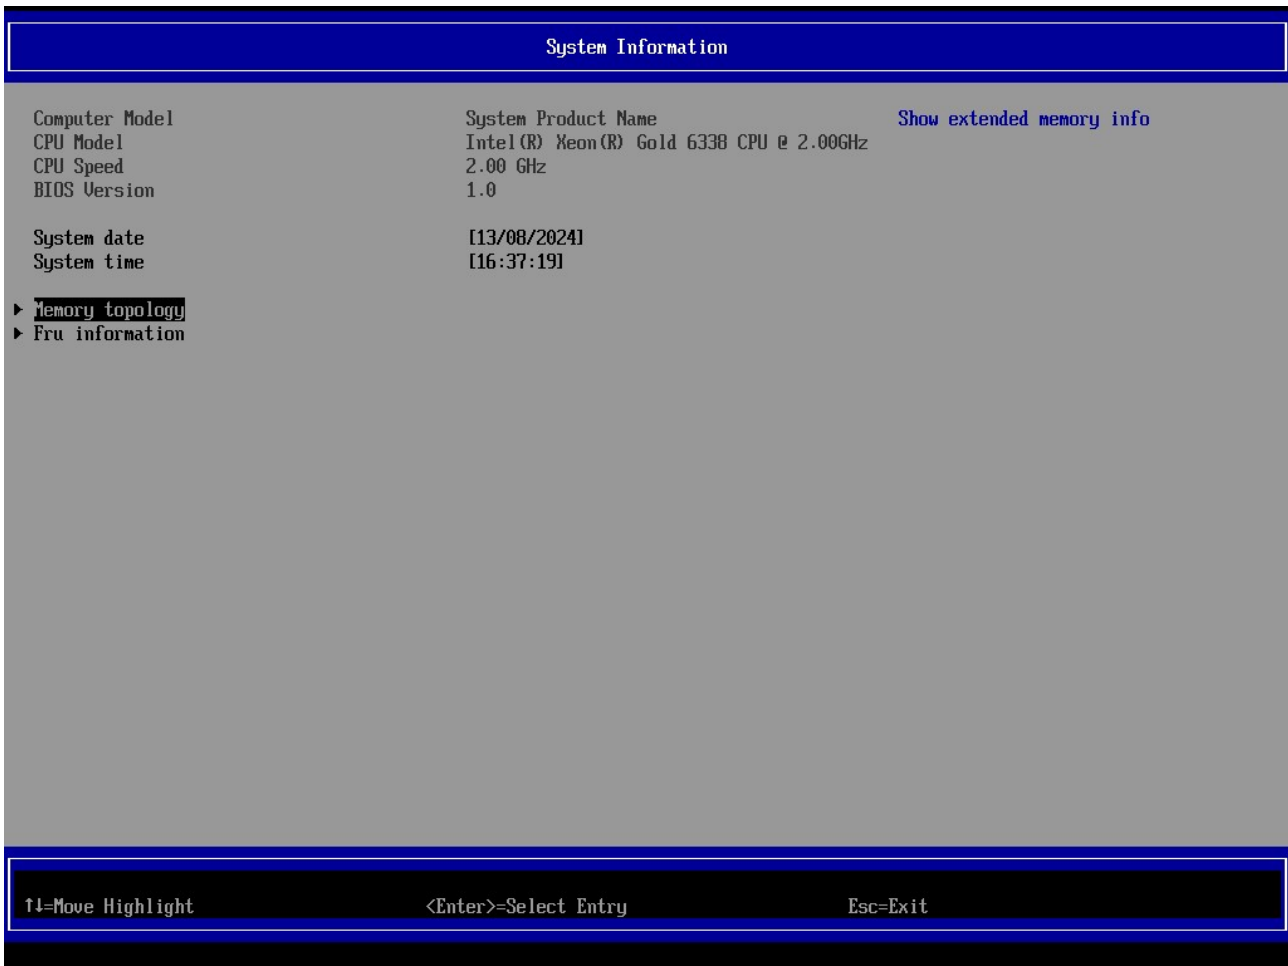 System Information
Computer Model System Product Name Show extended memory info
CPU Model Intel(R) Xeon(R) Gold 6338 CPU @ 2.00GHz
CPU Speed 2.00 GHz
BIOS Version 1.0
System date [13/08/2024]
System time [16:37:19]
▶ Memory topology
▶ Fru information
↑↓=Move Highlight <Enter>=Select Entry Esc=Exit